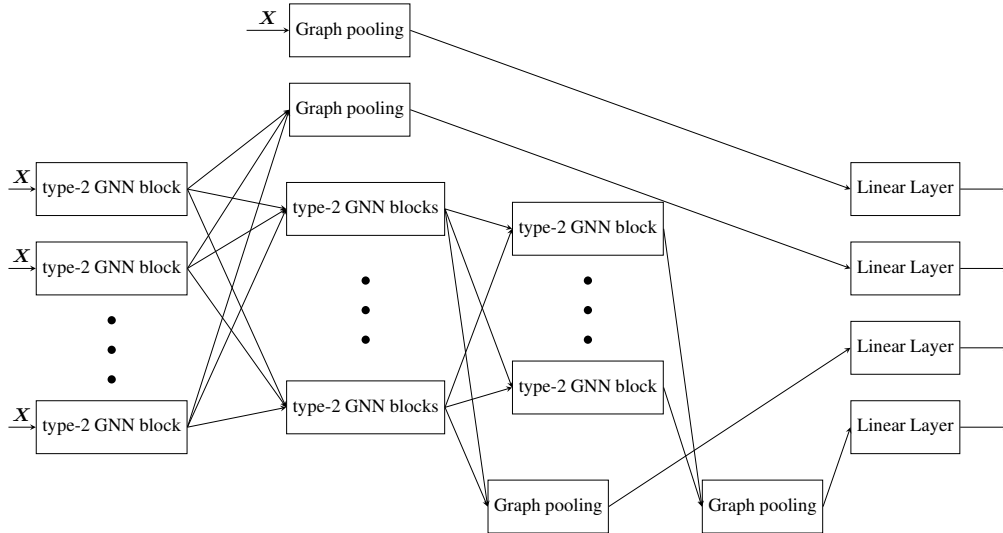 X
Graph pooling
Graph pooling
X
type-2 GNN block
Linear Layer
type-2 GNN blocks
type-2 GNN block
X
type-2 GNN block
Linear Layer
Linear Layer
type-2 GNN block
type-2 GNN blocks
X
type-2 GNN block
Linear Layer
Graph pooling
Graph pooling